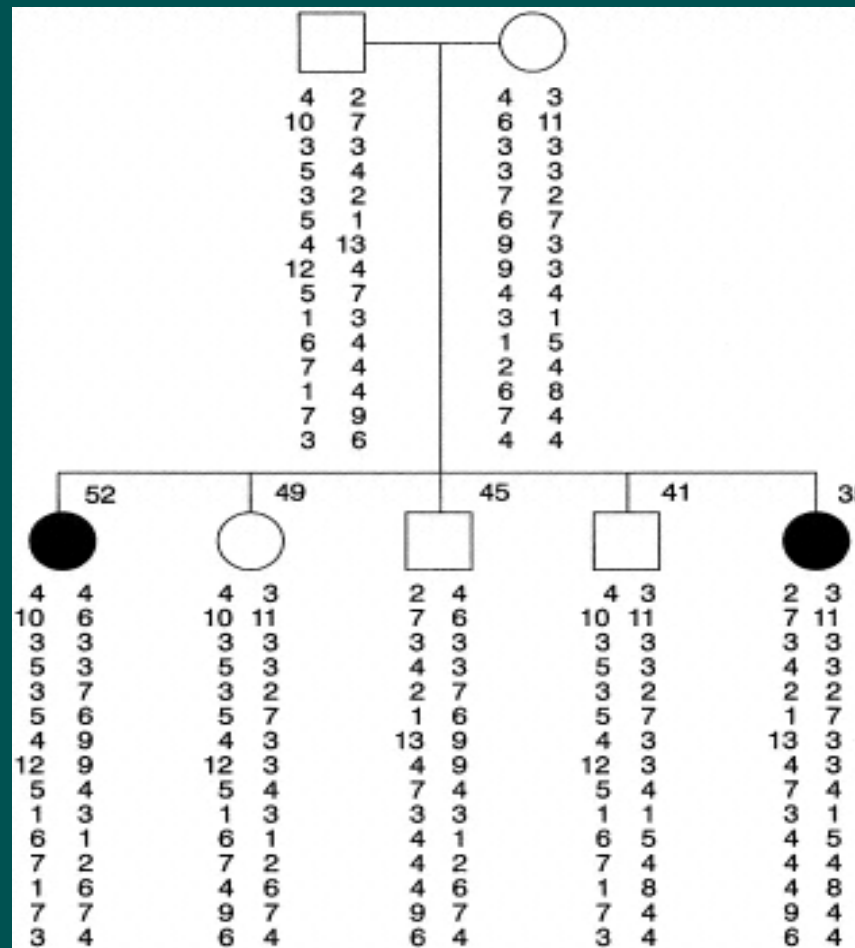 4 2 4 3
10 7 6 11
3 3 3 3
5 4 3 3
3 2 7 2
5 1 6 7
4 13 9 3
12 4 9 3
5 7 4 4
1 3 3 1
6 4 1 5
7 4 2 4
1 4 6 8
7 9 7 4
3 6 4 4
52 49 45 41
4 4 4 3 2 4 4 3 2 3
10 6 10 11 7 6 10 11 7 11
3 3 3 3 3 3 3 3 3 3
5 3 5 3 4 3 5 3 4 3
3 7 3 2 2 7 3 2 2 2
5 6 5 7 1 6 5 7 1 7
4 9 4 3 13 9 4 3 13 3
12 9 12 3 4 9 12 3 4 3
5 4 5 4 7 4 5 4 7 4
1 3 1 3 3 3 1 1 3 1
6 1 6 1 4 1 6 5 4 5
7 2 7 2 4 2 7 4 4 4
1 6 4 6 4 6 1 8 4 8
7 7 9 7 9 7 7 4 9 4
3 4 6 4 6 4 3 4 6 4